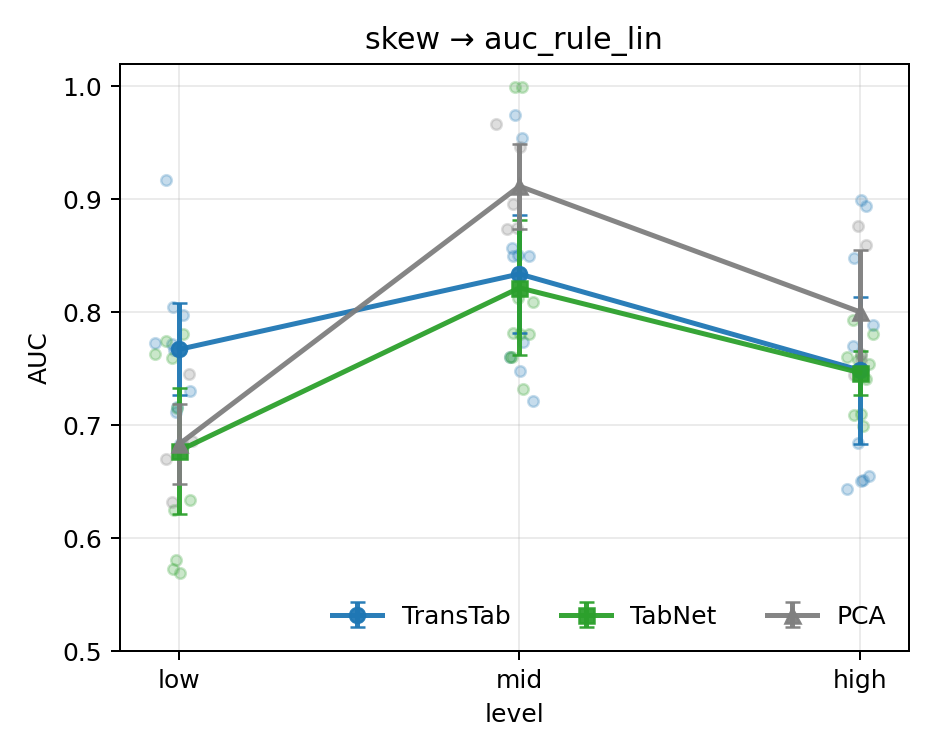 skew → auc_rule_lin
1.0
0.9
0.8
0.7
0.6
0.5
AUC
TransTab TabNet PCA
low mid high
level